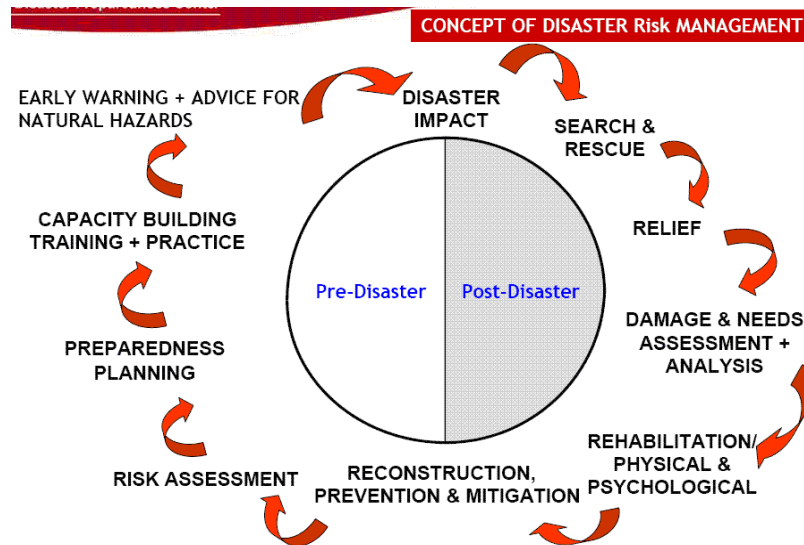 CONCEPT OF DISASTER Risk MANAGEMENT
DISASTER
IMPACT
SEARCH &
RESCUE
RELIEF
DAMAGE & NEEDS
ASSESSMENT +
ANALYSIS
REHABILITATION/
PHYSICAL &
PSYCHOLOGICAL
RECONSTRUCTION,
PREVENTION & MITIGATION
RISK ASSESSMENT
PREPAREDNESS
PLANNING
CAPACITY BUILDING
TRAINING + PRACTICE
EARLY WARNING + ADVICE FOR
NATURAL HAZARDS
Pre-Disaster
Post-Disaster